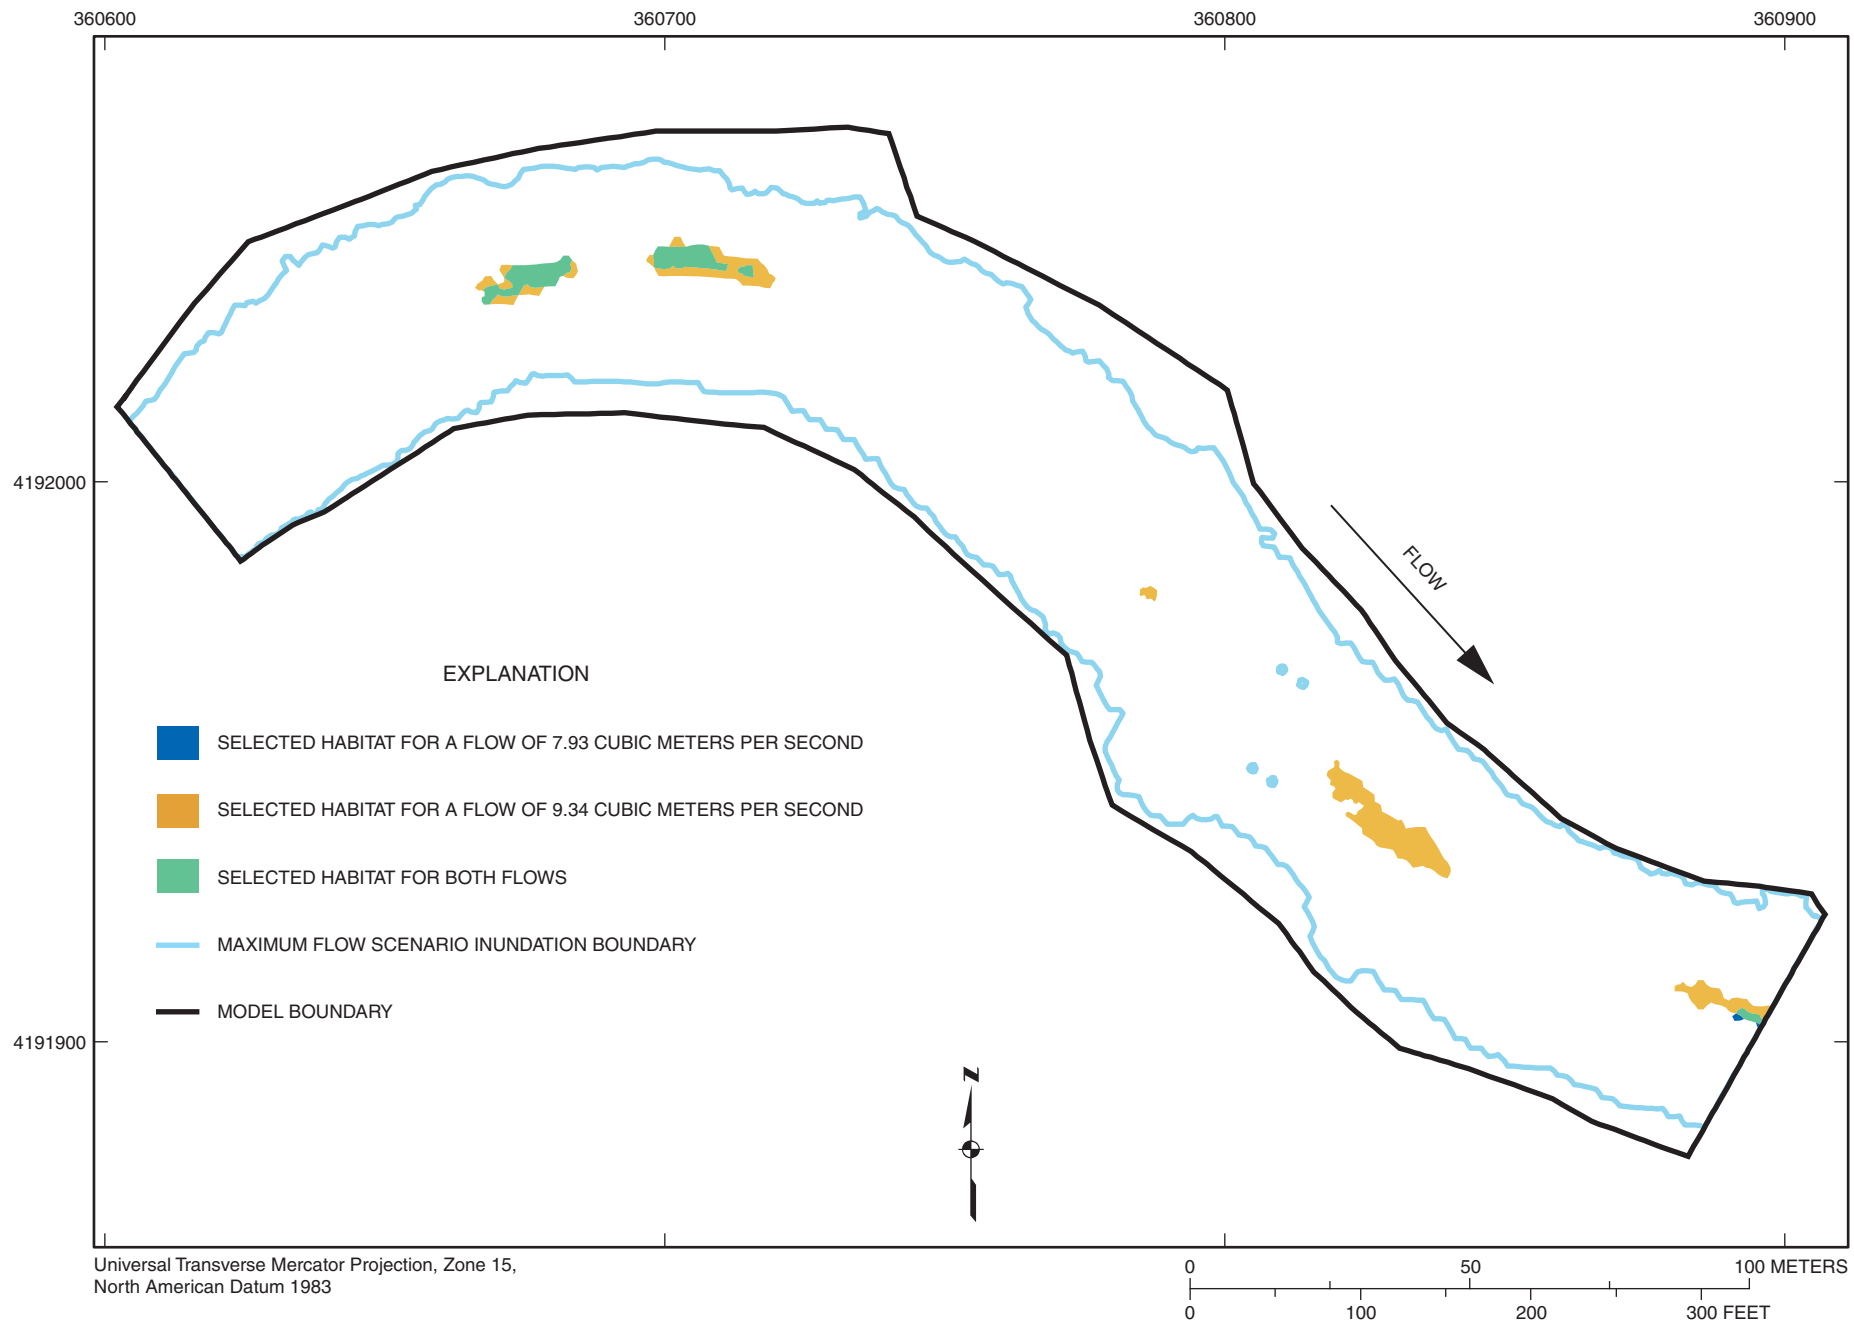 360600 360700 360800 360900
4192000
FLOW
EXPLANATION
SELECTED HABITAT FOR A FLOW OF 7.93 CUBIC METERS PER SECOND
SELECTED HABITAT FOR A FLOW OF 9.34 CUBIC METERS PER SECOND
SELECTED HABITAT FOR BOTH FLOWS
MAXIMUM FLOW SCENARIO INUNDATION BOUNDARY
MODEL BOUNDARY
4191900
N
Universal Transverse Mercator Projection, Zone 15,
North American Datum 1983
0 50 100 METERS
0 100 200 300 FEET